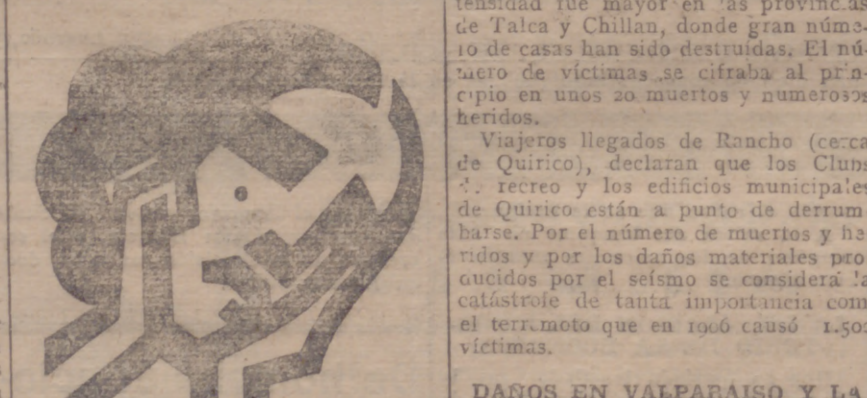 tensidad fue mayor en las provincias
de Talca y Chillan, donde gran núme-
ro de casas han sido destruidas. El nú-
mero de víctimas se cifraba al prin-
cipio en unos 20 muertos y numerosos
heridos.
Viajeros llegados de Rancho (cerca
de Quirico), declaran que los Clubs
recreo y los edificios municipales
de Quirico están a punto de derrum
barse. Por el número de muertos y he
ridos y por los daños materiales pro
ducidos por el seísmo se considera la
catástrofe de tanta importancia com
el terremoto que en 1906 causó 1.50
víctimas.
DAÑOS EN VALPARAISO Y LA